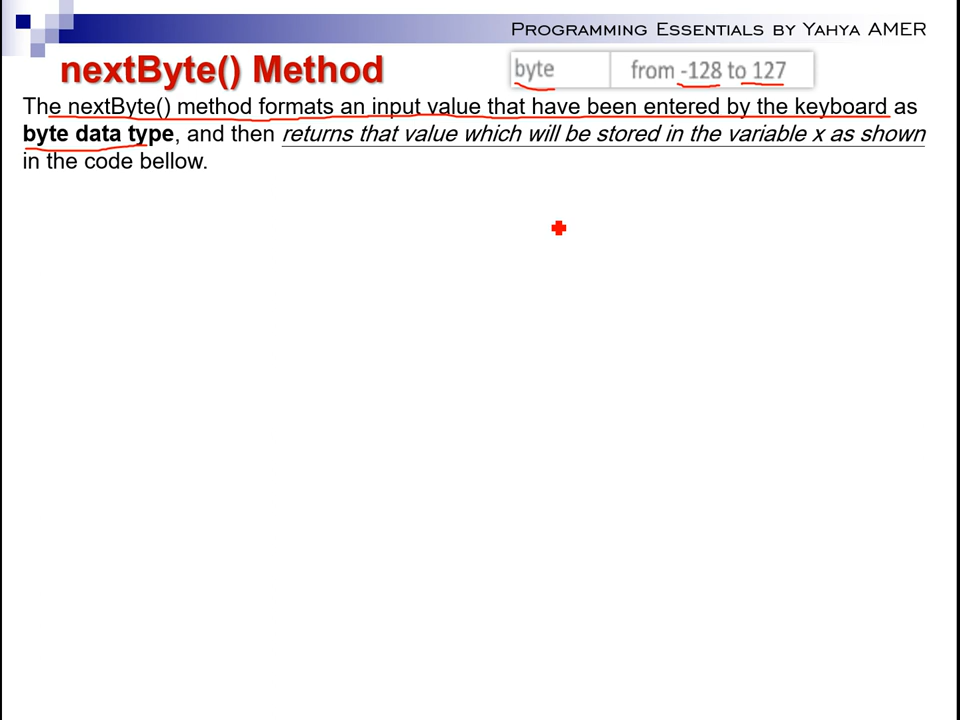 Programming Essentials by Yahya AMER
nextByte() Method
byte from -128 to 127
The nextByte() method formats an input value that have been entered by the keyboard as
byte data type, and then returns that value which will be stored in the variable x as shown
in the code bellow.